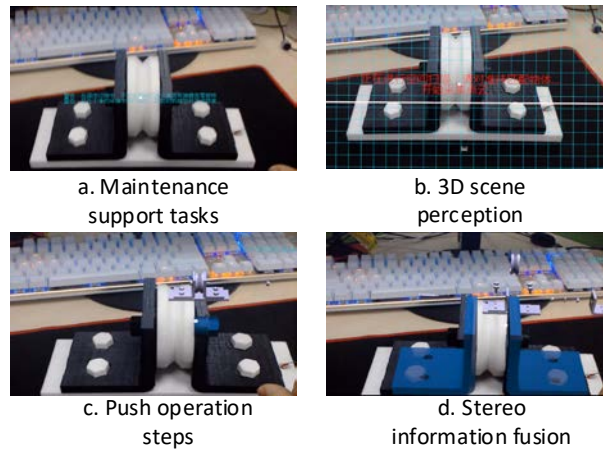 a. Maintenance
support tasks
b. 3D scene
perception
c. Push operation
steps
d. Stereo
information fusion